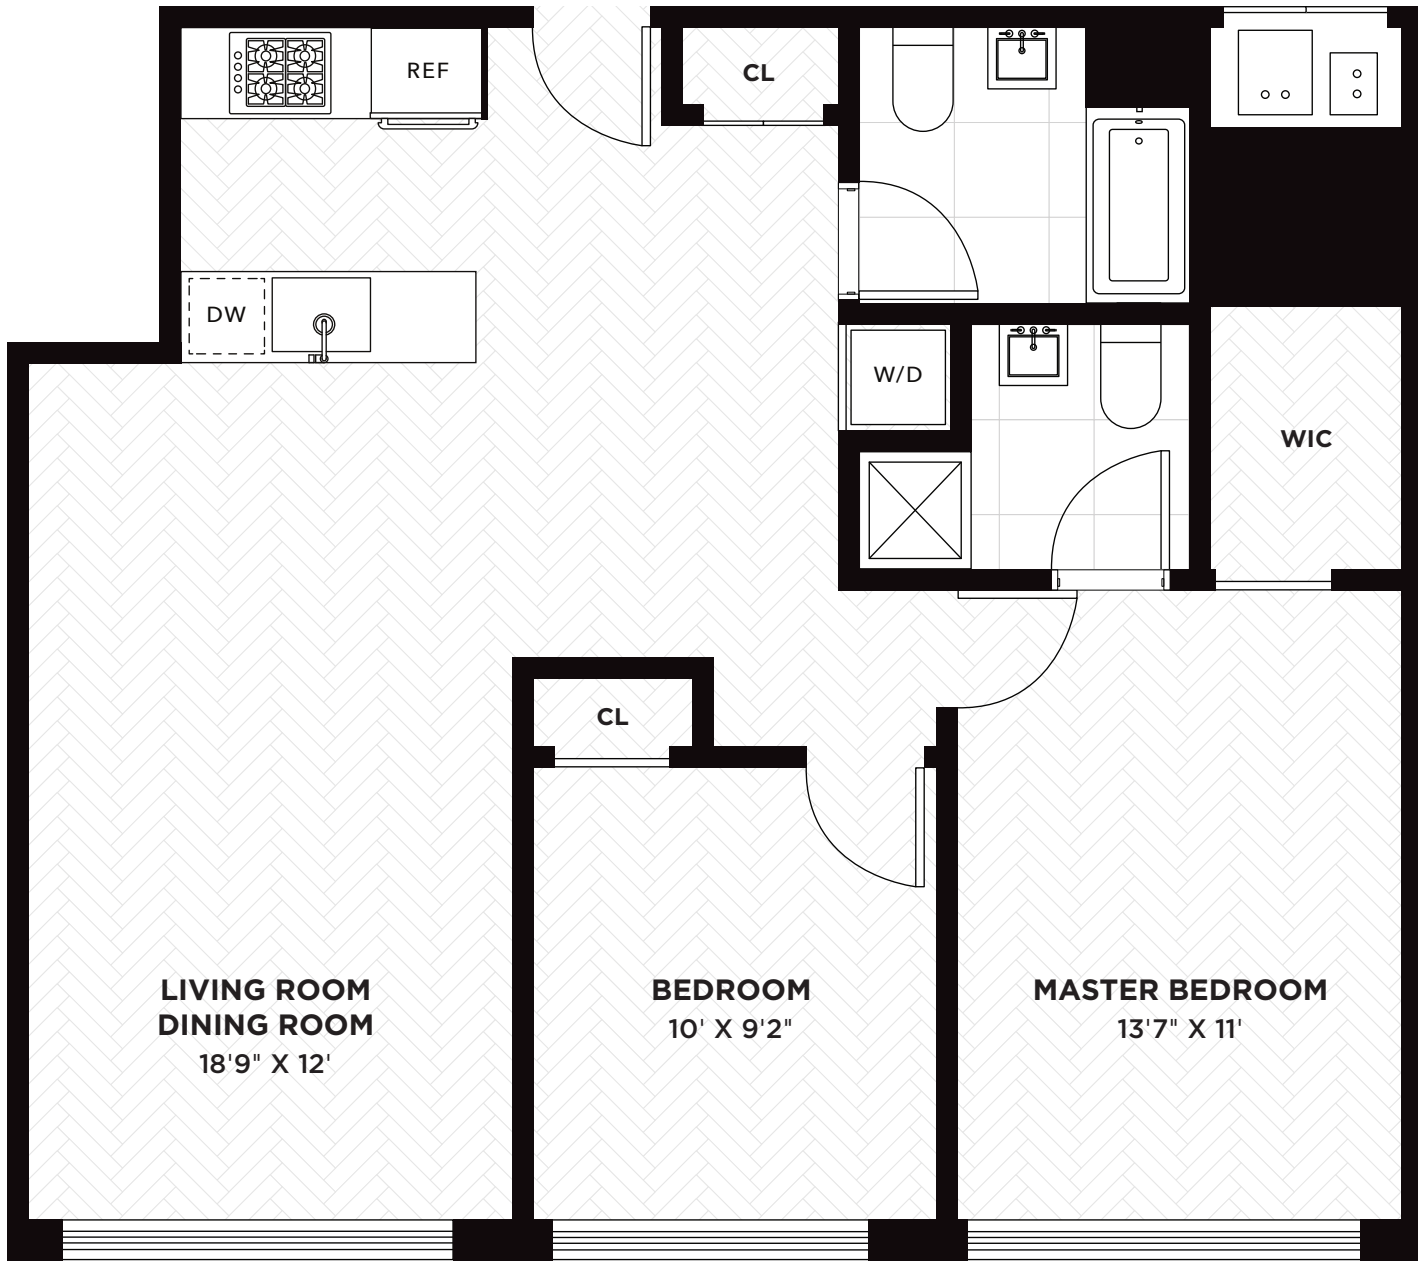 REF
CL
DW
W/D
WIC
CL
LIVING ROOM
DINING ROOM
18'9" X 12'
BEDROOM
10' X 9'2"
MASTER BEDROOM
13'7" X 11'